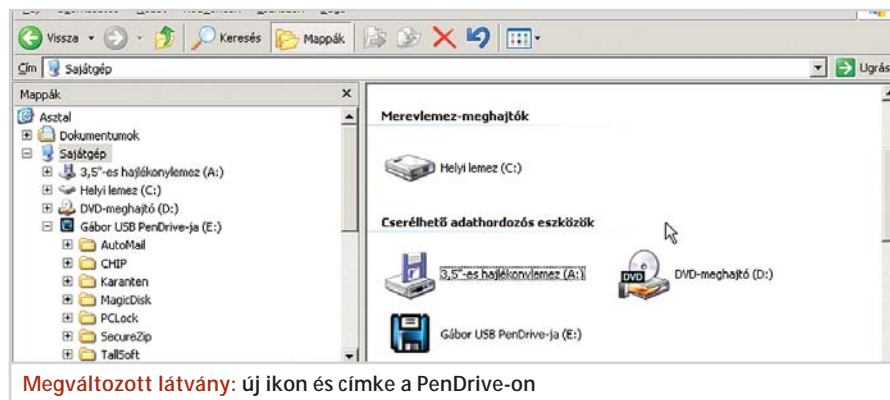 Vissza Keresés Mappák
Cím Sajátgép Ugrás
Mappák
Asztal
Dokumentumok
Sajátgép
3,5"-es hajlékonylemez (A:)
Helyi lemez (C:)
DVD-meghajtó (D:)
Gábor USB PenDrive-ja (E:)
AutoMail
CHIP
Karanten
MagicDisk
PCLock
SecureZip
TallSoft
Merevlemez-meghajtók
Helyi lemez (C:)
Cserélhető adathordozós eszközök
3,5"-es hajlékonylemez (A:)
DVD
DVD-meghajtó (D:)
Gábor USB PenDrive-ja (E:)
Megváltozott látvány: új ikon és címke a PenDrive-on